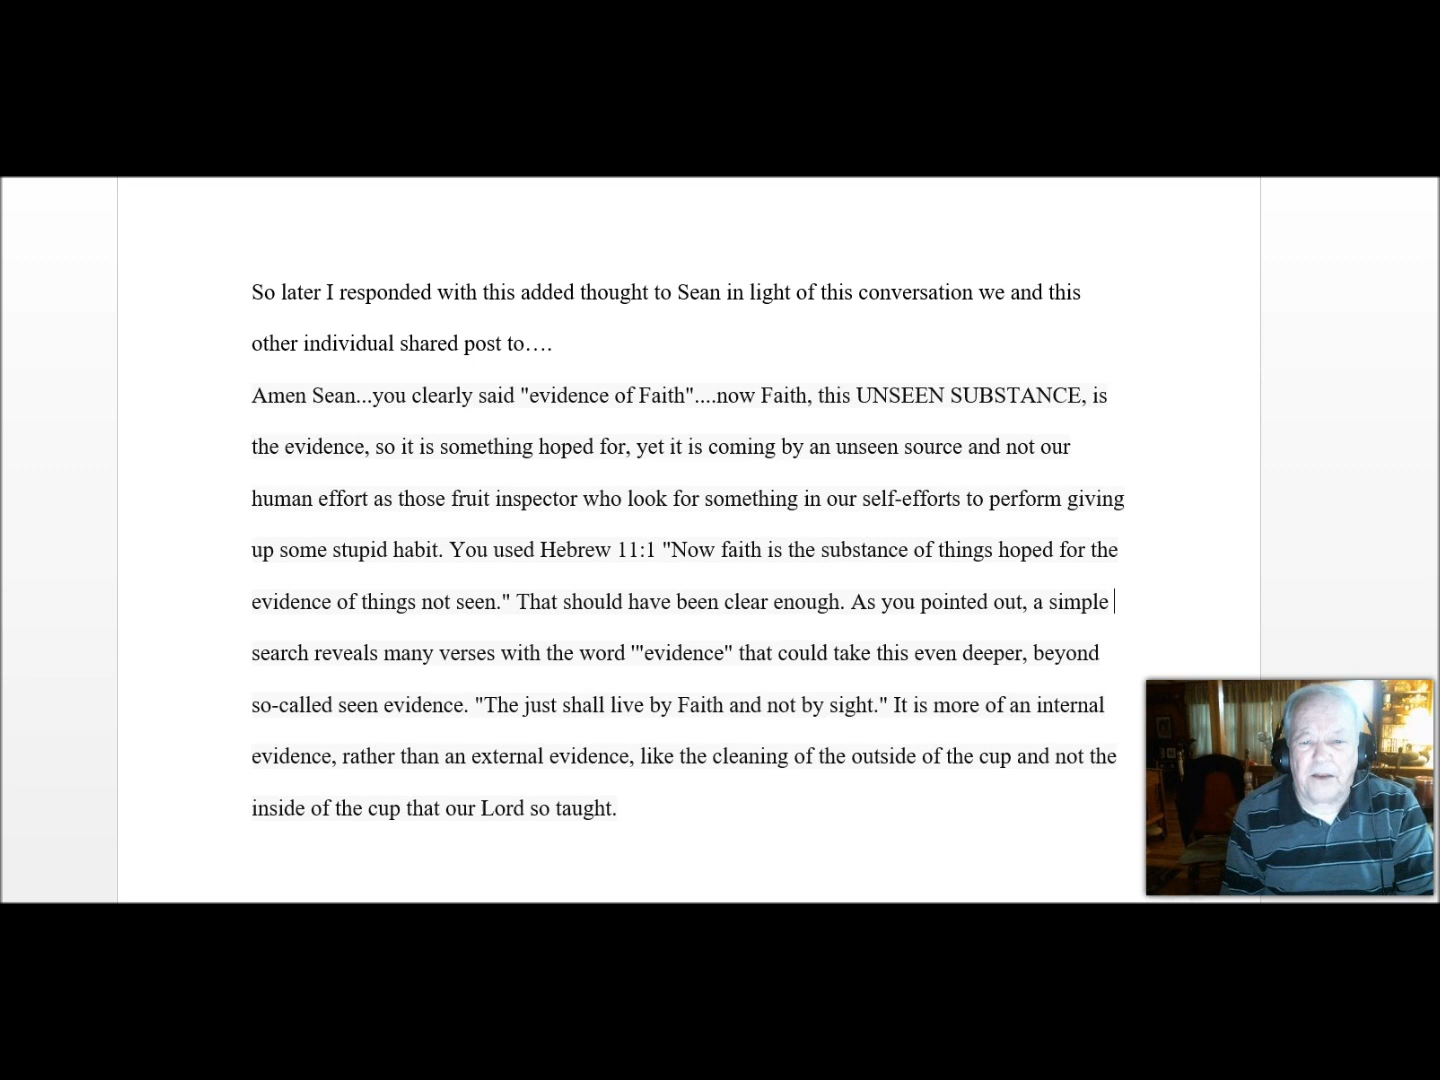 So later I responded with this added thought to Sean in light of this conversation we and this
other individual shared post to….
Amen Sean...you clearly said "evidence of Faith"....now Faith, this UNSEEN SUBSTANCE, is
the evidence, so it is something hoped for, yet it is coming by an unseen source and not our
human effort as those fruit inspector who look for something in our self-efforts to perform giving
up some stupid habit. You used Hebrew 11:1 "Now faith is the substance of things hoped for the
evidence of things not seen." That should have been clear enough. As you pointed out, a simple
search reveals many verses with the word '"evidence" that could take this even deeper, beyond
so-called seen evidence. "The just shall live by Faith and not by sight." It is more of an internal
evidence, rather than an external evidence, like the cleaning of the outside of the cup and not the
inside of the cup that our Lord so taught.